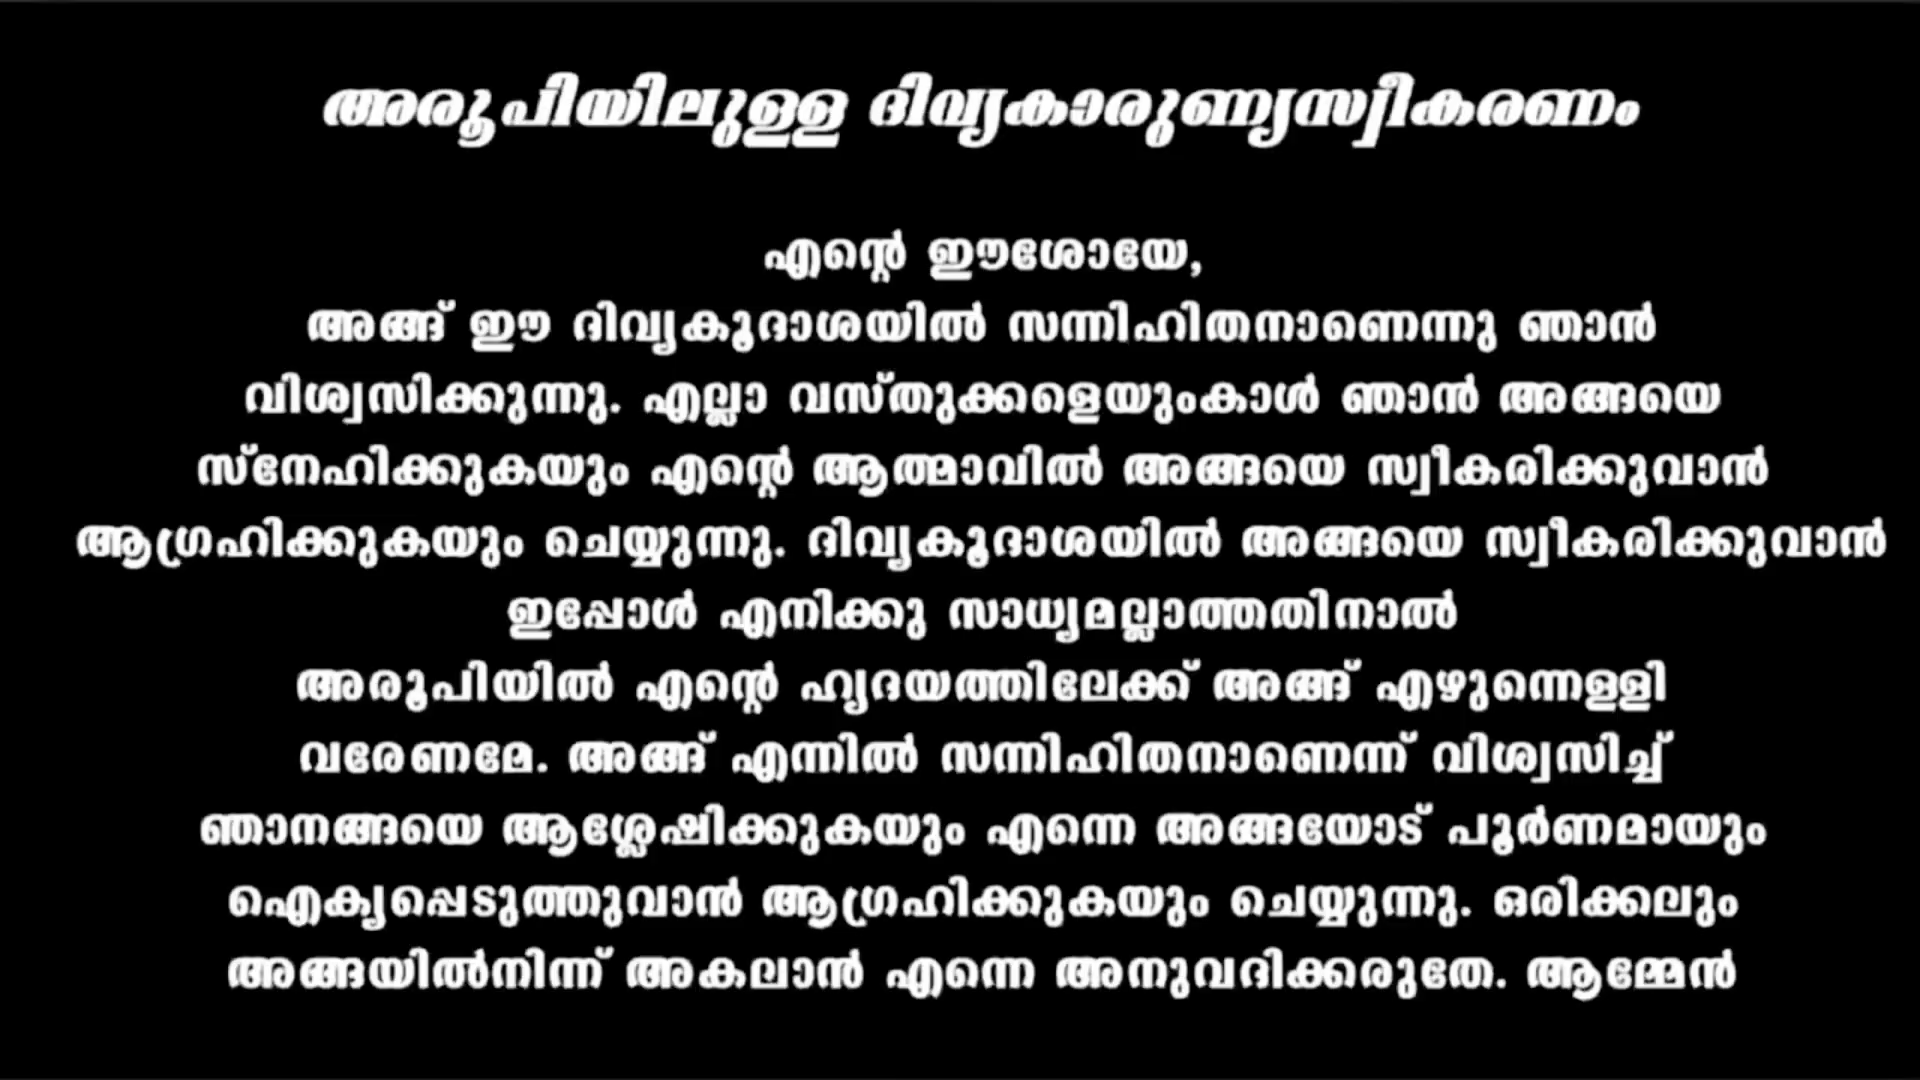 അരൂപിയിലുള്ള ദിവ്യകാരുണ്യസ്വീകരണം
എന്റെ ഈശോയേ,
അങ്ങ് ഈ ദിവ്യകൂദാശയിൽ സന്നിഹിതനാണെന്നു ഞാൻ
വിശ്വസിക്കുന്നു. എല്ലാ വസ്തുക്കളെയുംകാൾ ഞാൻ അങ്ങയെ
സ്നേഹിക്കുകയും എന്റെ ആത്മാവിൽ അങ്ങയെ സ്വീകരിക്കുവാൻ
ആഗ്രഹിക്കുകയും ചെയ്യുന്നു. ദിവ്യകൂദാശയിൽ അങ്ങയെ സ്വീകരിക്കുവാൻ
ഇപ്പോൾ എനിക്കു സാധ്യമല്ലാത്തതിനാൽ
അരൂപിയിൽ എന്റെ ഹൃദയത്തിലേക്ക് അങ്ങ് എഴുന്നെള്ളി
വരേണമേ. അങ്ങ് എന്നിൽ സന്നിഹിതനാണെന്ന് വിശ്വസിച്ച്
ഞാനങ്ങയെ ആശ്ലേഷിക്കുകയും എന്നെ അങ്ങയോട് പൂർണമായും
ഐക്യപ്പെടുത്തുവാൻ ആഗ്രഹിക്കുകയും ചെയ്യുന്നു. ഒരിക്കലും
അങ്ങയിൽനിന്ന് അകലാൻ എന്നെ അനുവദിക്കരുതേ. ആമ്മേൻ